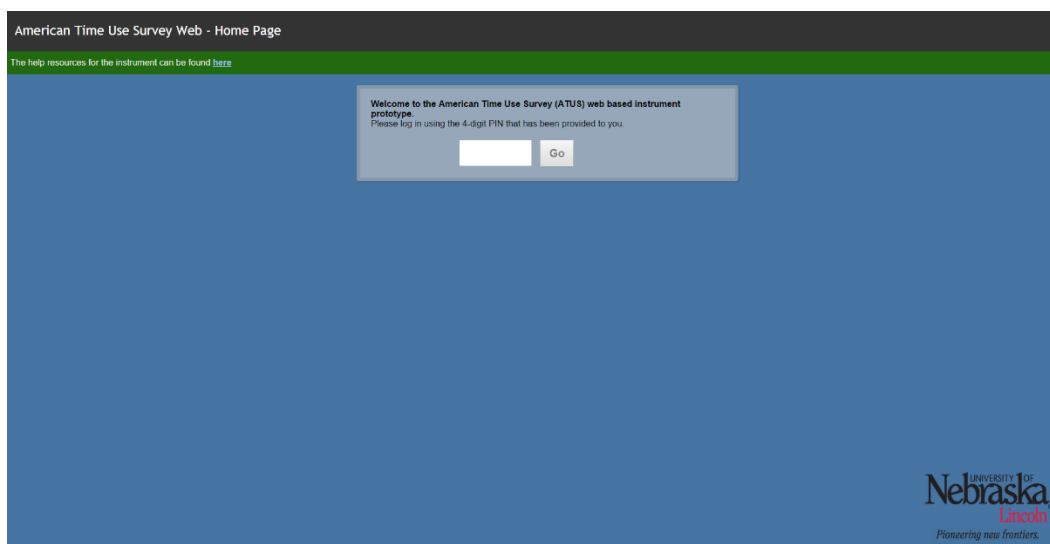 American Time Use Survey Web - Home Page
The help resources for the instrument can be found here
Welcome to the American Time Use Survey (ATUS) web based instrument
prototype.
Please log in using the 4-digit PIN that has been provided to you.
Go
UNIVERSITY OF
Nebraska
Lincoln
Pioneering new frontiers.